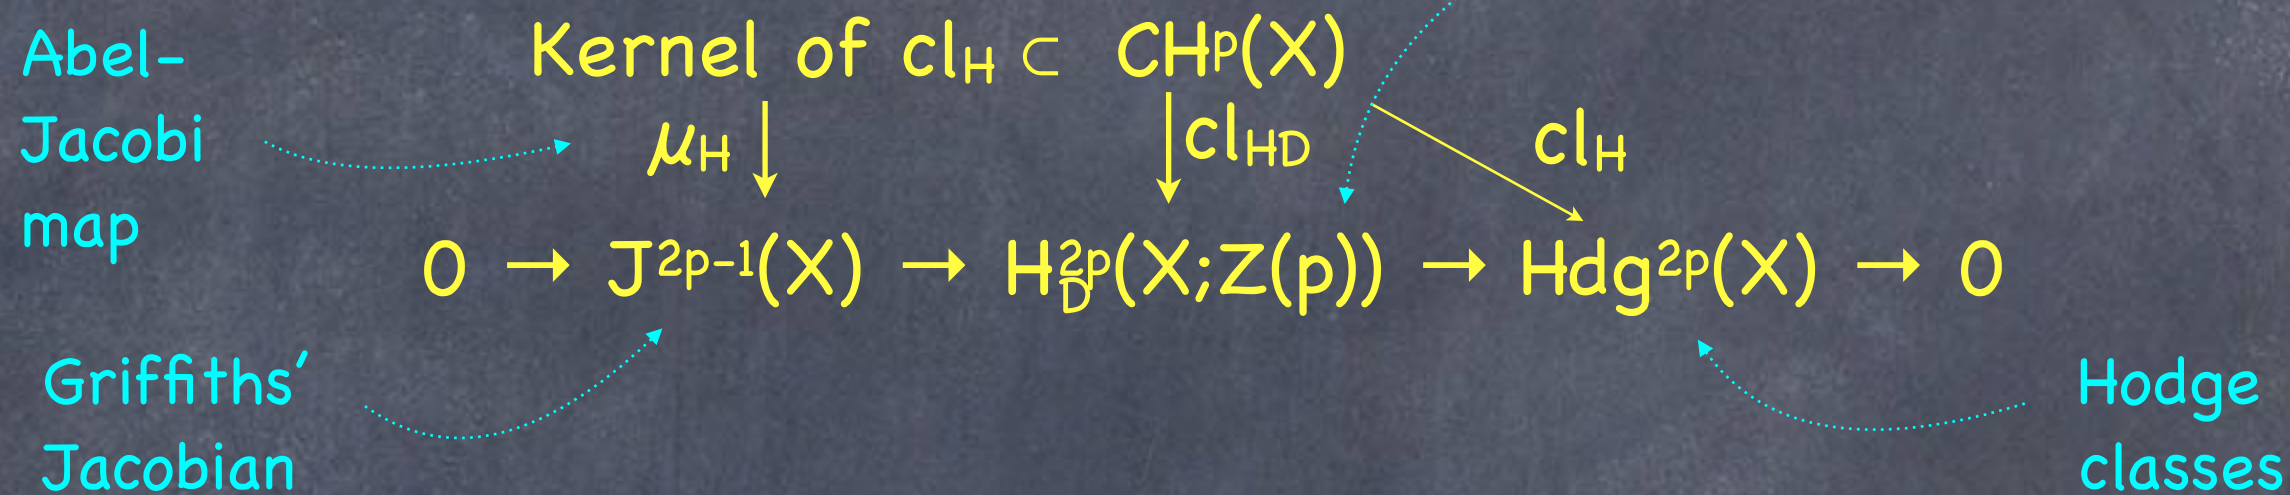 Abel-
Jacobi
map
Kernel of clH ⊂ CHp(X)
μH
clHD
clH
0 → J2p-1(X) → H2pD(X;Z(p)) → Hdg2p(X) → 0
Griffiths′
Jacobian
Hodge
classes